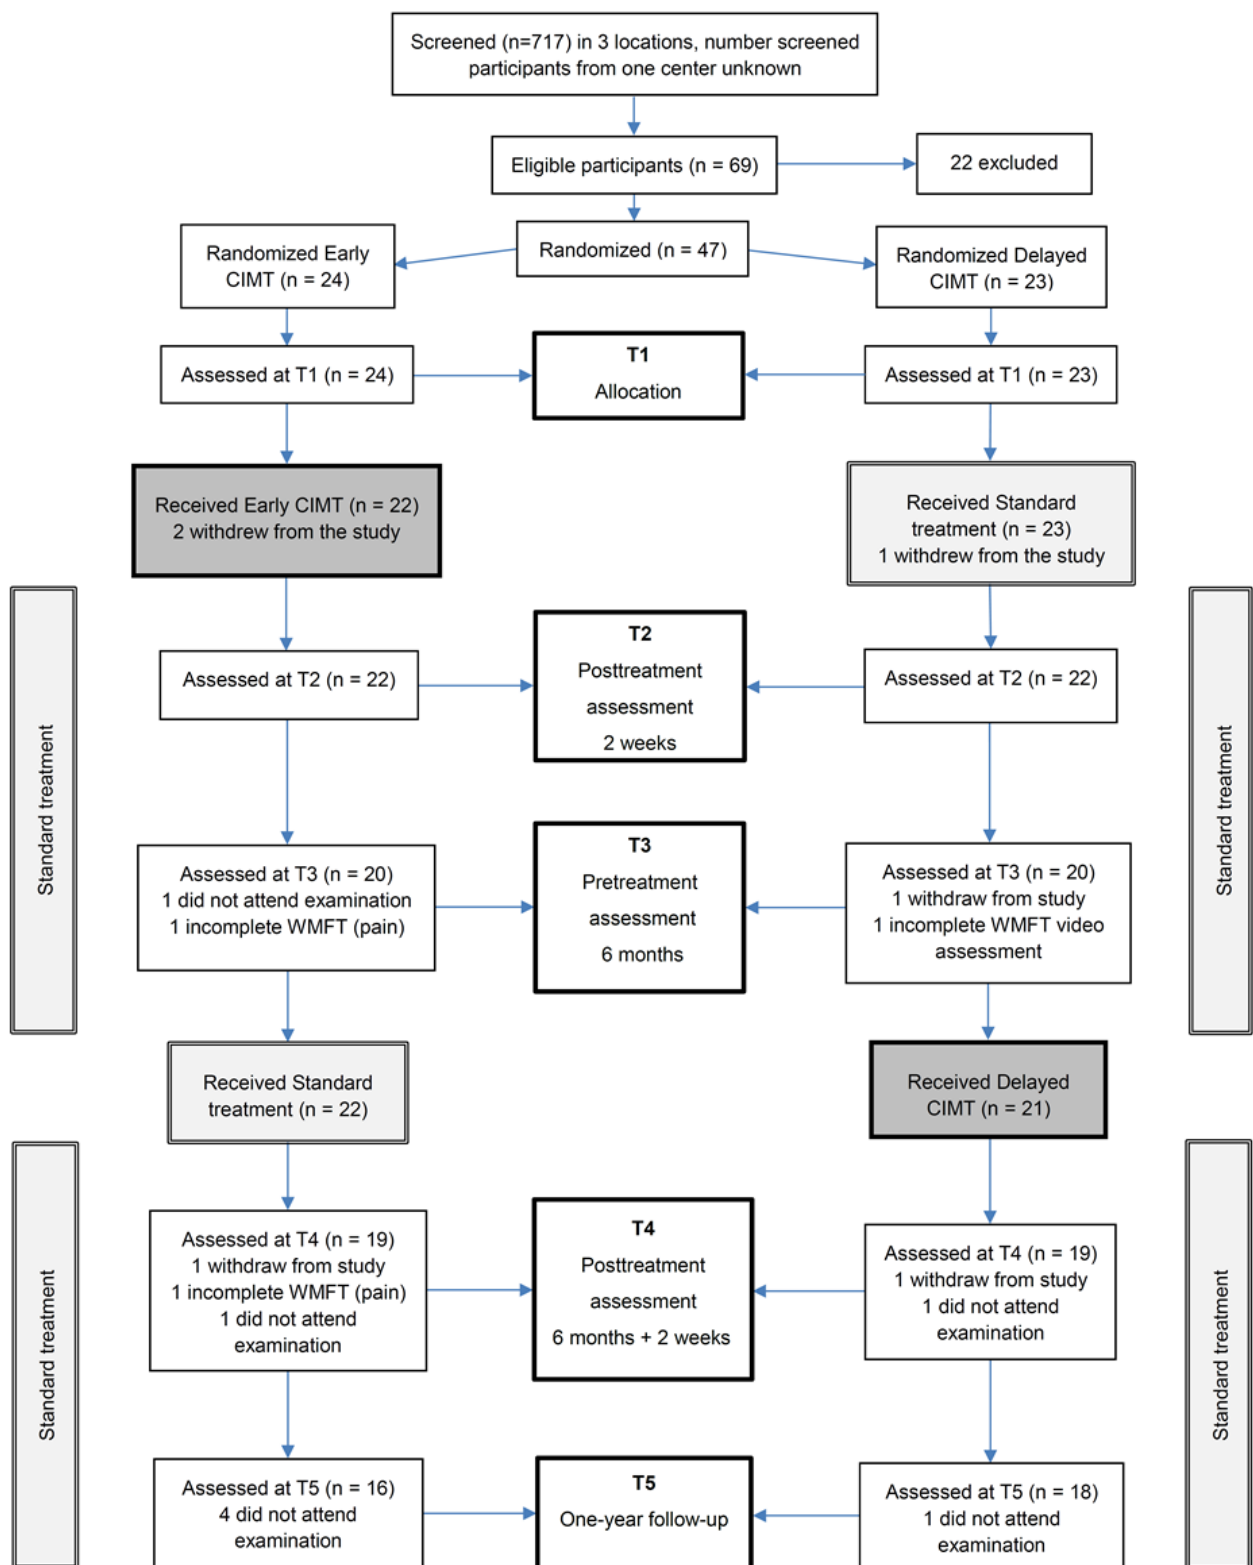 Screened (n=717) in 3 locations, number screened
participants from one center unknown
Eligible participants (n = 69)
22 excluded
Randomized (n = 47)
Randomized Early
CIMT (n = 24)
Randomized Delayed
CIMT (n = 23)
Assessed at T1 (n = 24)
T1
Allocation
Assessed at T1 (n = 23)
Received Early CIMT (n = 22)
2 withdrew from the study
Received Standard
treatment (n = 23)
1 withdrew from the study
Standard treatment
Assessed at T2 (n = 22)
T2
Posttreatment
assessment
2 weeks
Assessed at T2 (n = 22)
Standard treatment
Assessed at T3 (n = 20)
1 did not attend examination
1 incomplete WMFT (pain)
T3
Pretreatment
assessment
6 months
Assessed at T3 (n = 20)
1 withdraw from study
1 incomplete WMFT video
assessment
Received Standard
treatment (n = 22)
Received Delayed
CIMT (n = 21)
Standard treatment
Assessed at T4 (n = 19)
1 withdraw from study
1 incomplete WMFT (pain)
1 did not attend
examination
T4
Posttreatment
assessment
6 months + 2 weeks
Assessed at T4 (n = 19)
1 withdraw from study
1 did not attend
examination
Standard treatment
Assessed at T5 (n = 16)
4 did not attend
examination
T5
One-year follow-up
Assessed at T5 (n = 18)
1 did not attend
examination